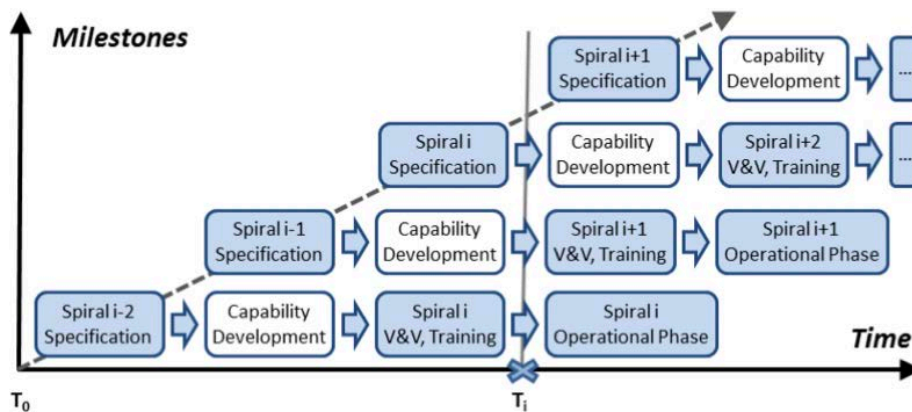 Milestones
Spiral i+1
Specification
Capability
Development
...
Spiral i
Specification
Capability
Development
Spiral i+2
V&V, Training
...
Spiral i-1
Specification
Capability
Development
Spiral i+1
V&V, Training
Spiral i+1
Operational Phase
Spiral i-2
Specification
Capability
Development
Spiral i
V&V, Training
Spiral i
Operational Phase
Time
T0
Ti